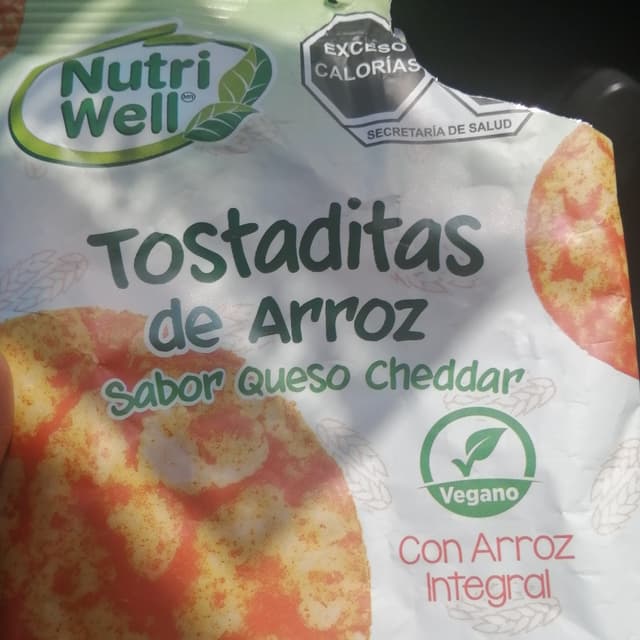 Nutri
Well
EXCESO
CALORÍAS
SECRETARÍA DE SALUD
Tostaditas
de Arroz
Sabor Queso Cheddar
Vegano
Con Arroz
Integral